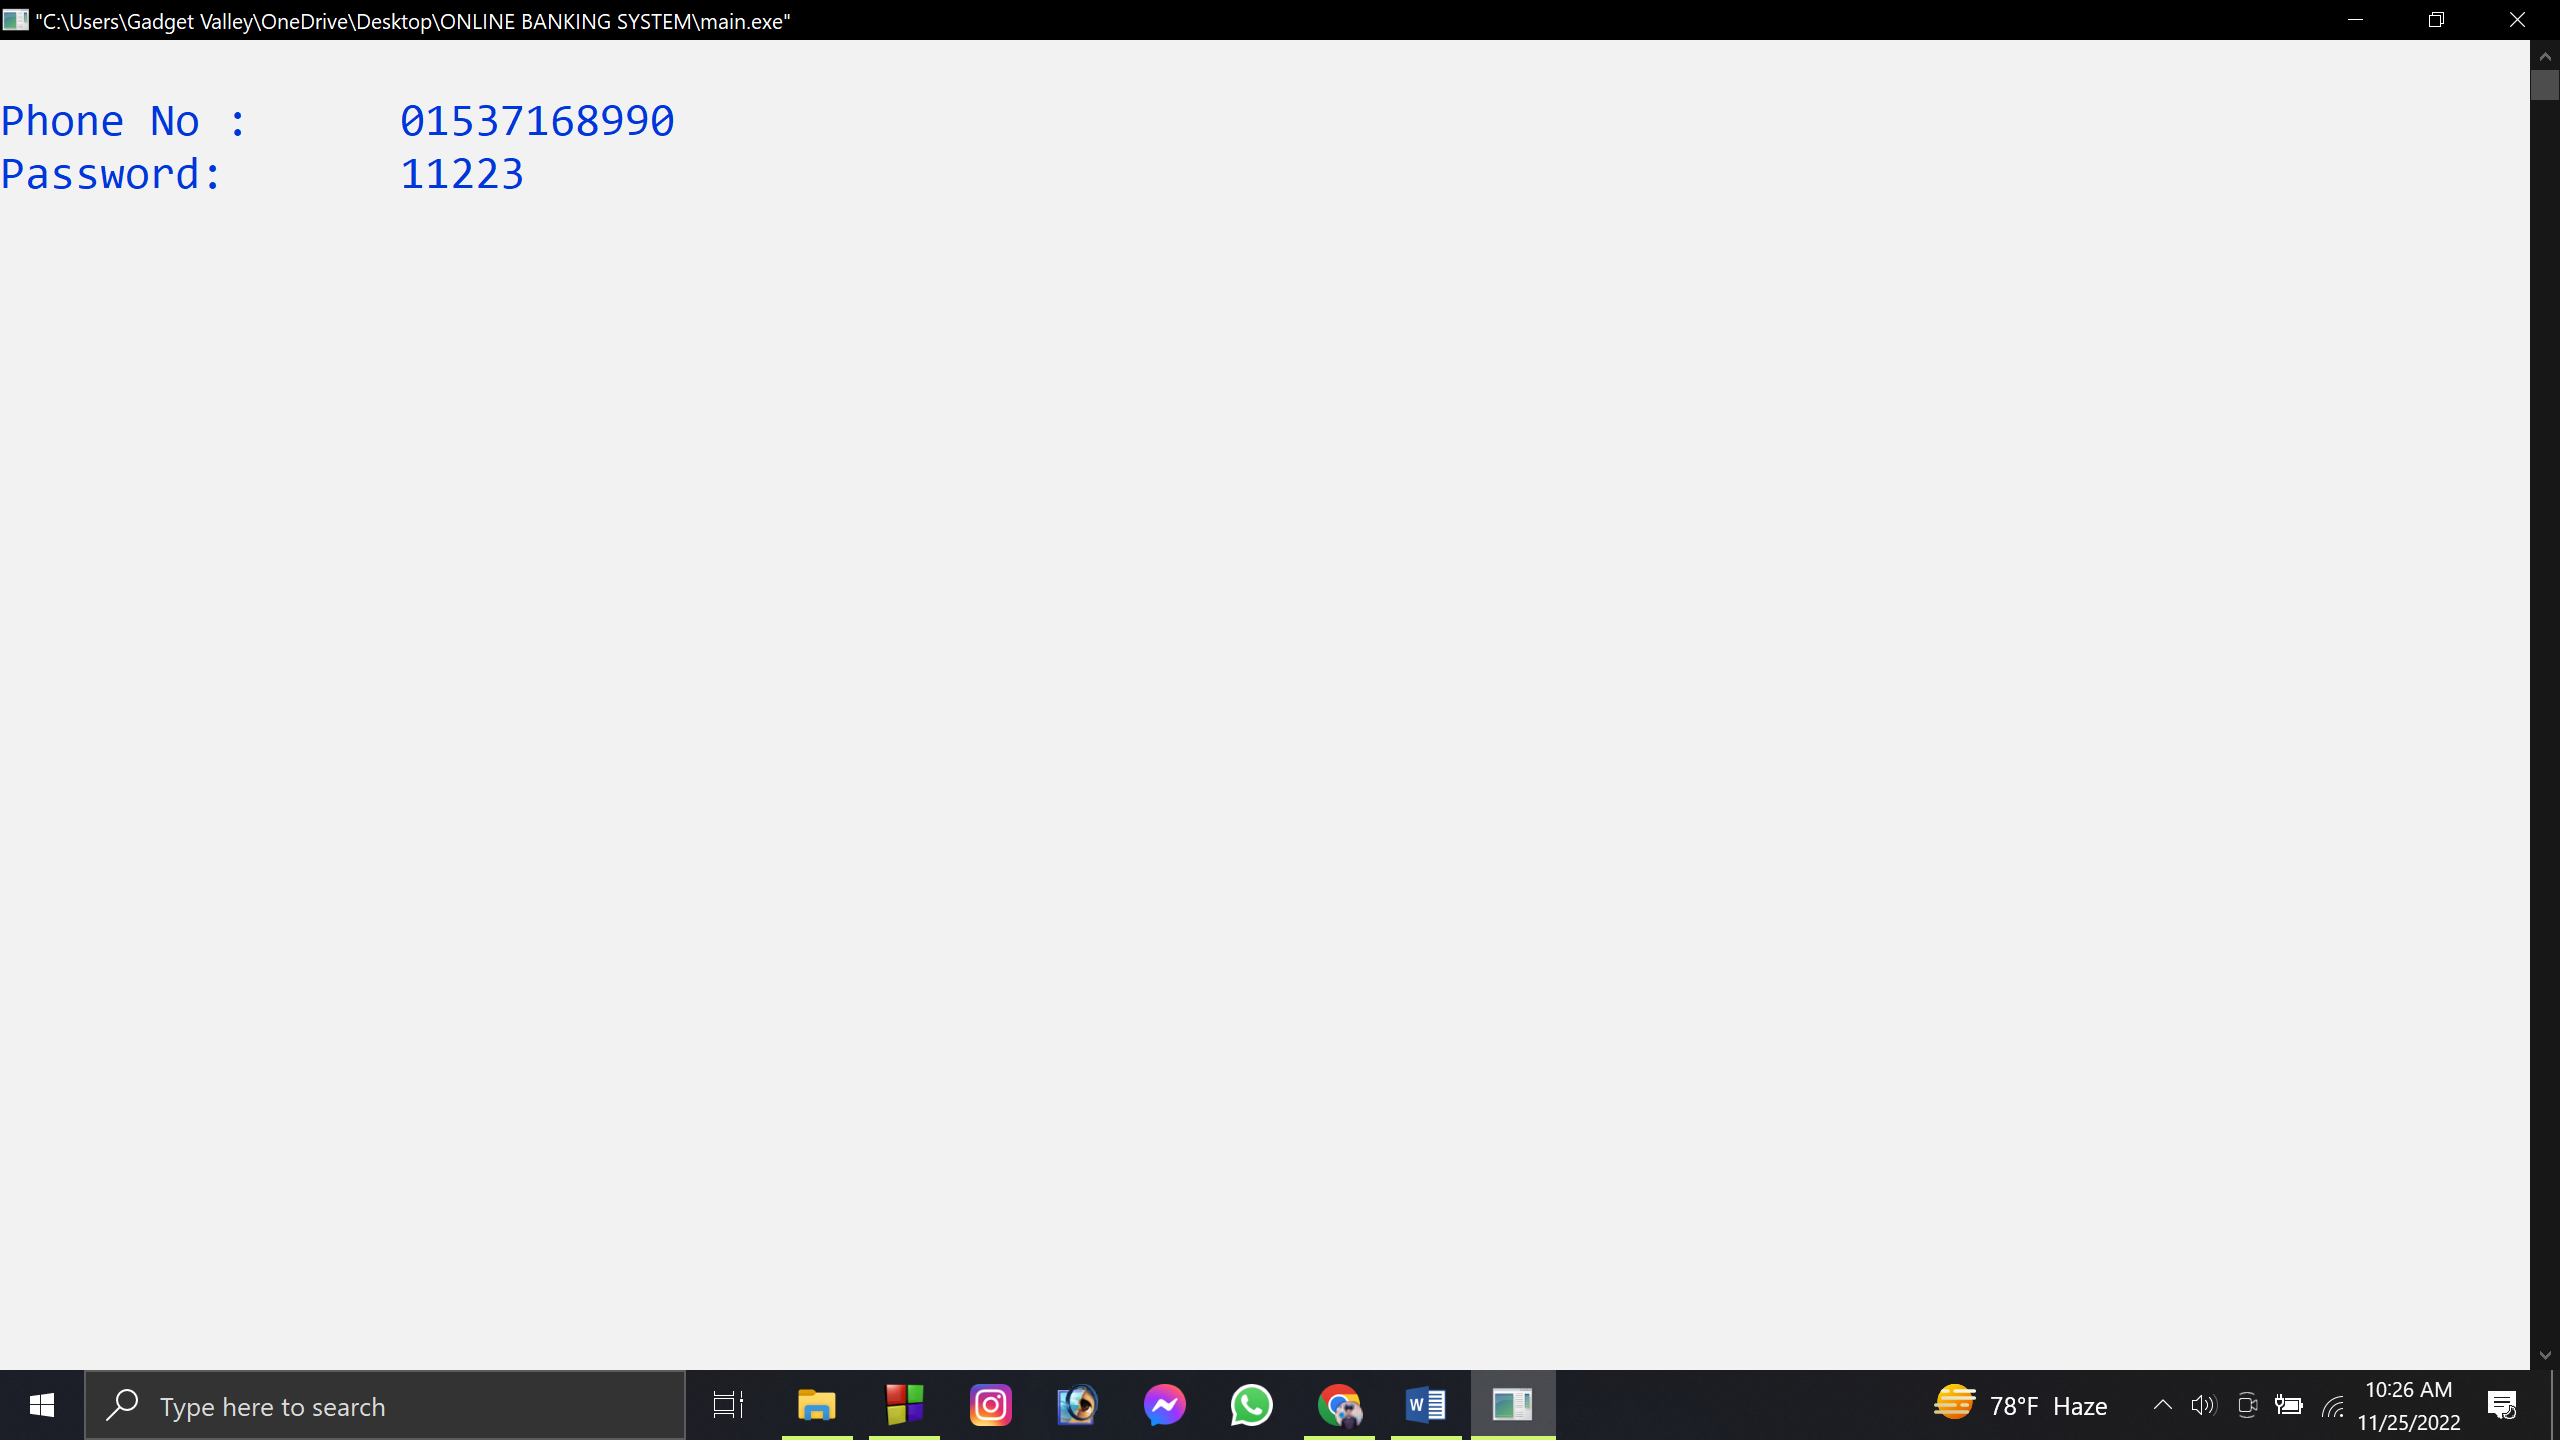 "C:\Users\Gadget Valley\OneDrive\Desktop\ONLINE BANKING SYSTEM\main.exe"
Phone No : 01537168990
Password: 11223
Type here to search
78°F Haze
10:26 AM
11/25/2022